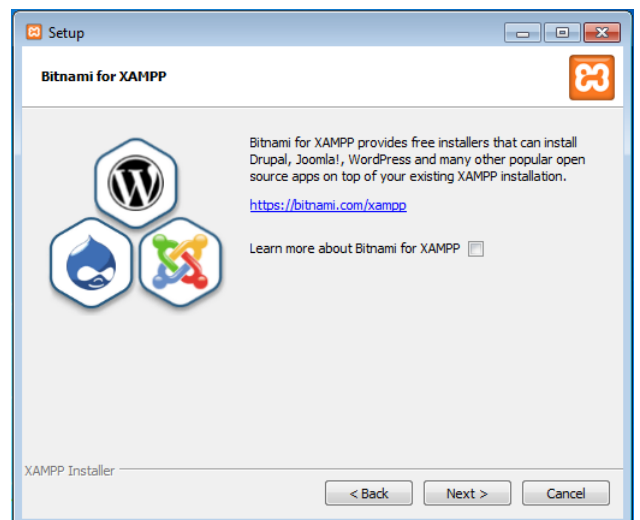 Setup
Bitnami for XAMPP
Bitnami for XAMPP provides free installers that can install
Drupal, Joomla!, WordPress and many other popular open
source apps on top of your existing XAMPP installation.
https://bitnami.com/xampp
Learn more about Bitnami for XAMPP
XAMPP Installer
< Back Next > Cancel